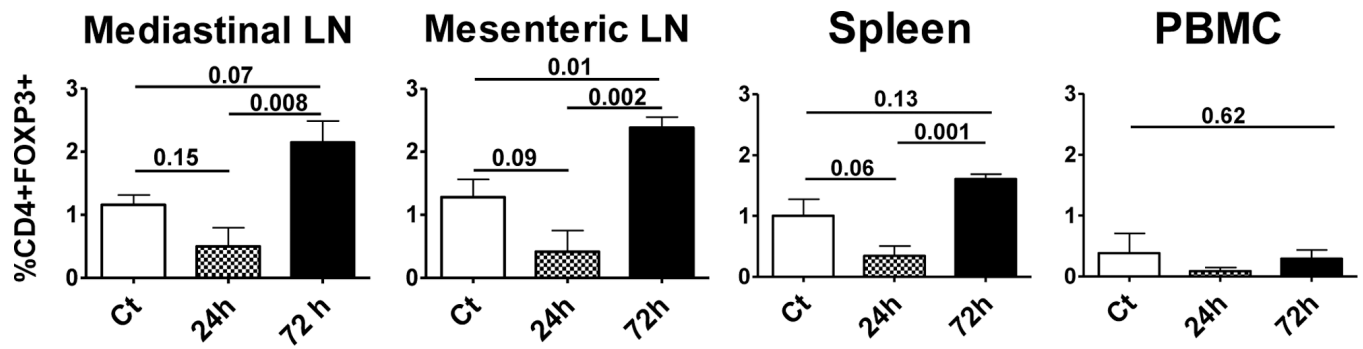 Mediastinal LN
Mesenteric LN
Spleen
PBMC
%CD4+FOXP3+
3
2
1
0
0.07
0.008
0.15
Ct
24h
72 h
3
2
1
0
0.01
0.002
0.09
Ct
24h
72h
3
2
1
0
0.13
0.001
0.06
Ct
24h
72h
3
2
1
0
0.62
Ct
24h
72h